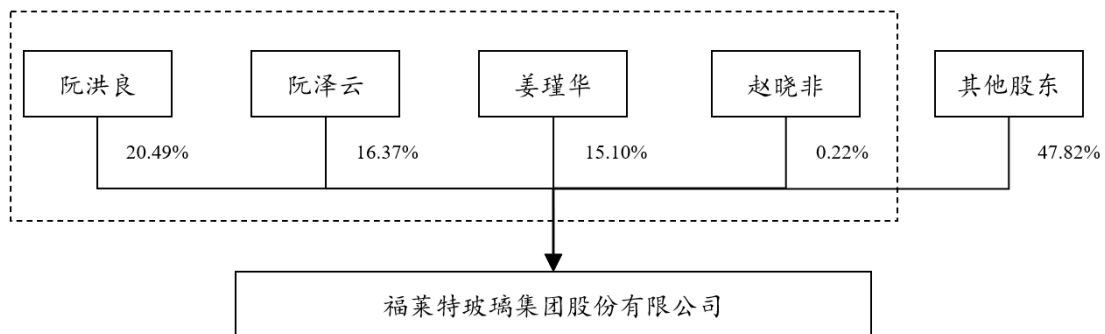 阮洪良
阮泽云
姜瑾华
赵晓非
其他股东
20.49%
16.37%
15.10%
0.22%
47.82%
福莱特玻璃集团股份有限公司